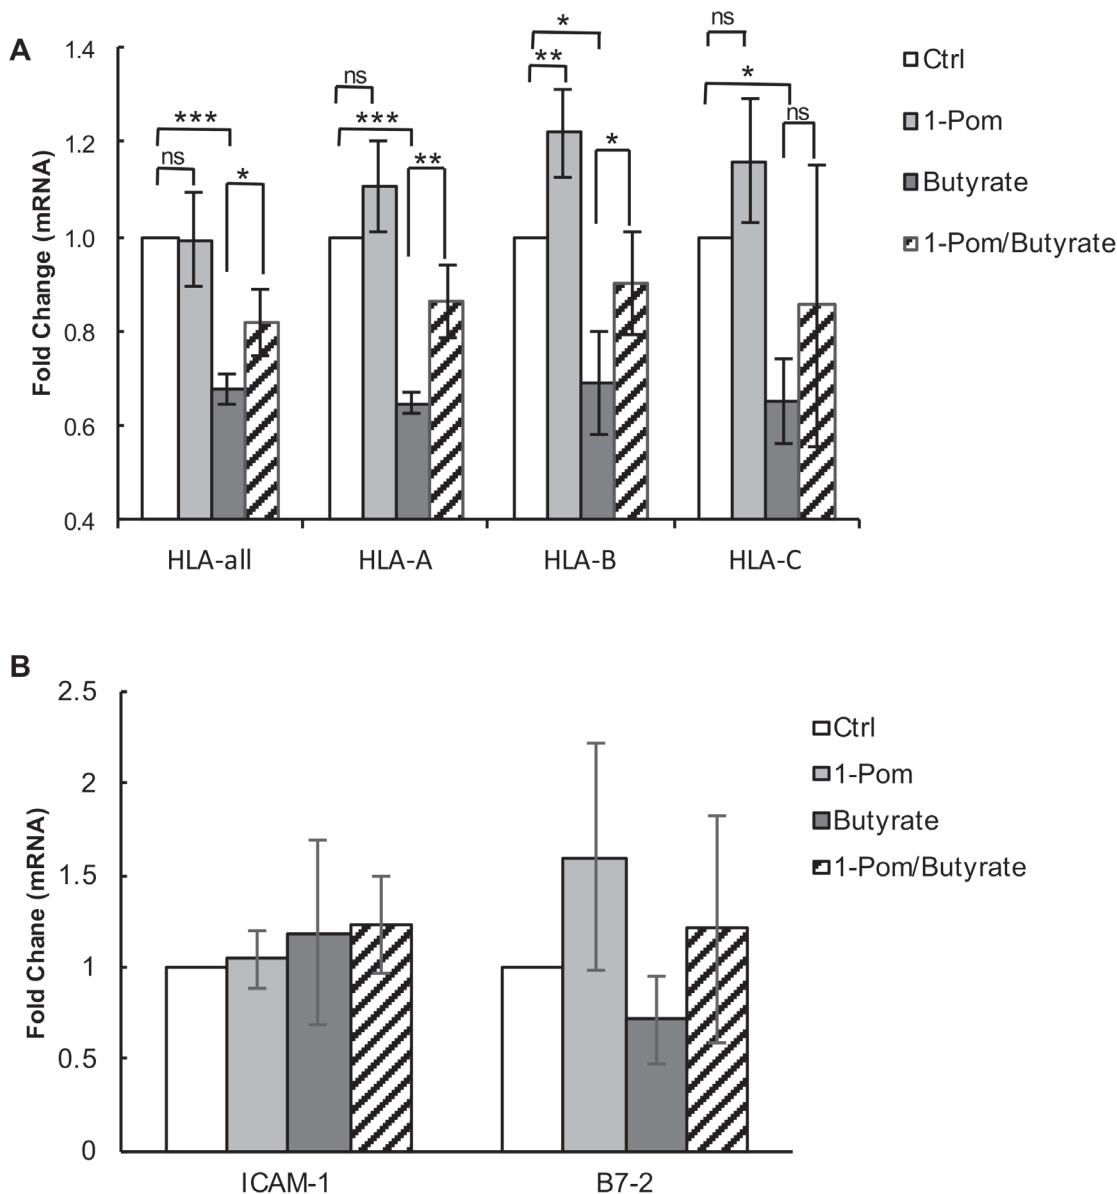 A
Fold Change (mRNA)
1.4
1.2
1.0
0.8
0.6
0.4
*** ns *
ns *** **
* ** *
ns * ns
HLA-all HLA-A HLA-B HLA-C
Ctrl
1-Pom
Butyrate
1-Pom/Butyrate
B
Fold Chane (mRNA)
2.5
2
1.5
1
0.5
0
ICAM-1 B7-2
Ctrl
1-Pom
Butyrate
1-Pom/Butyrate